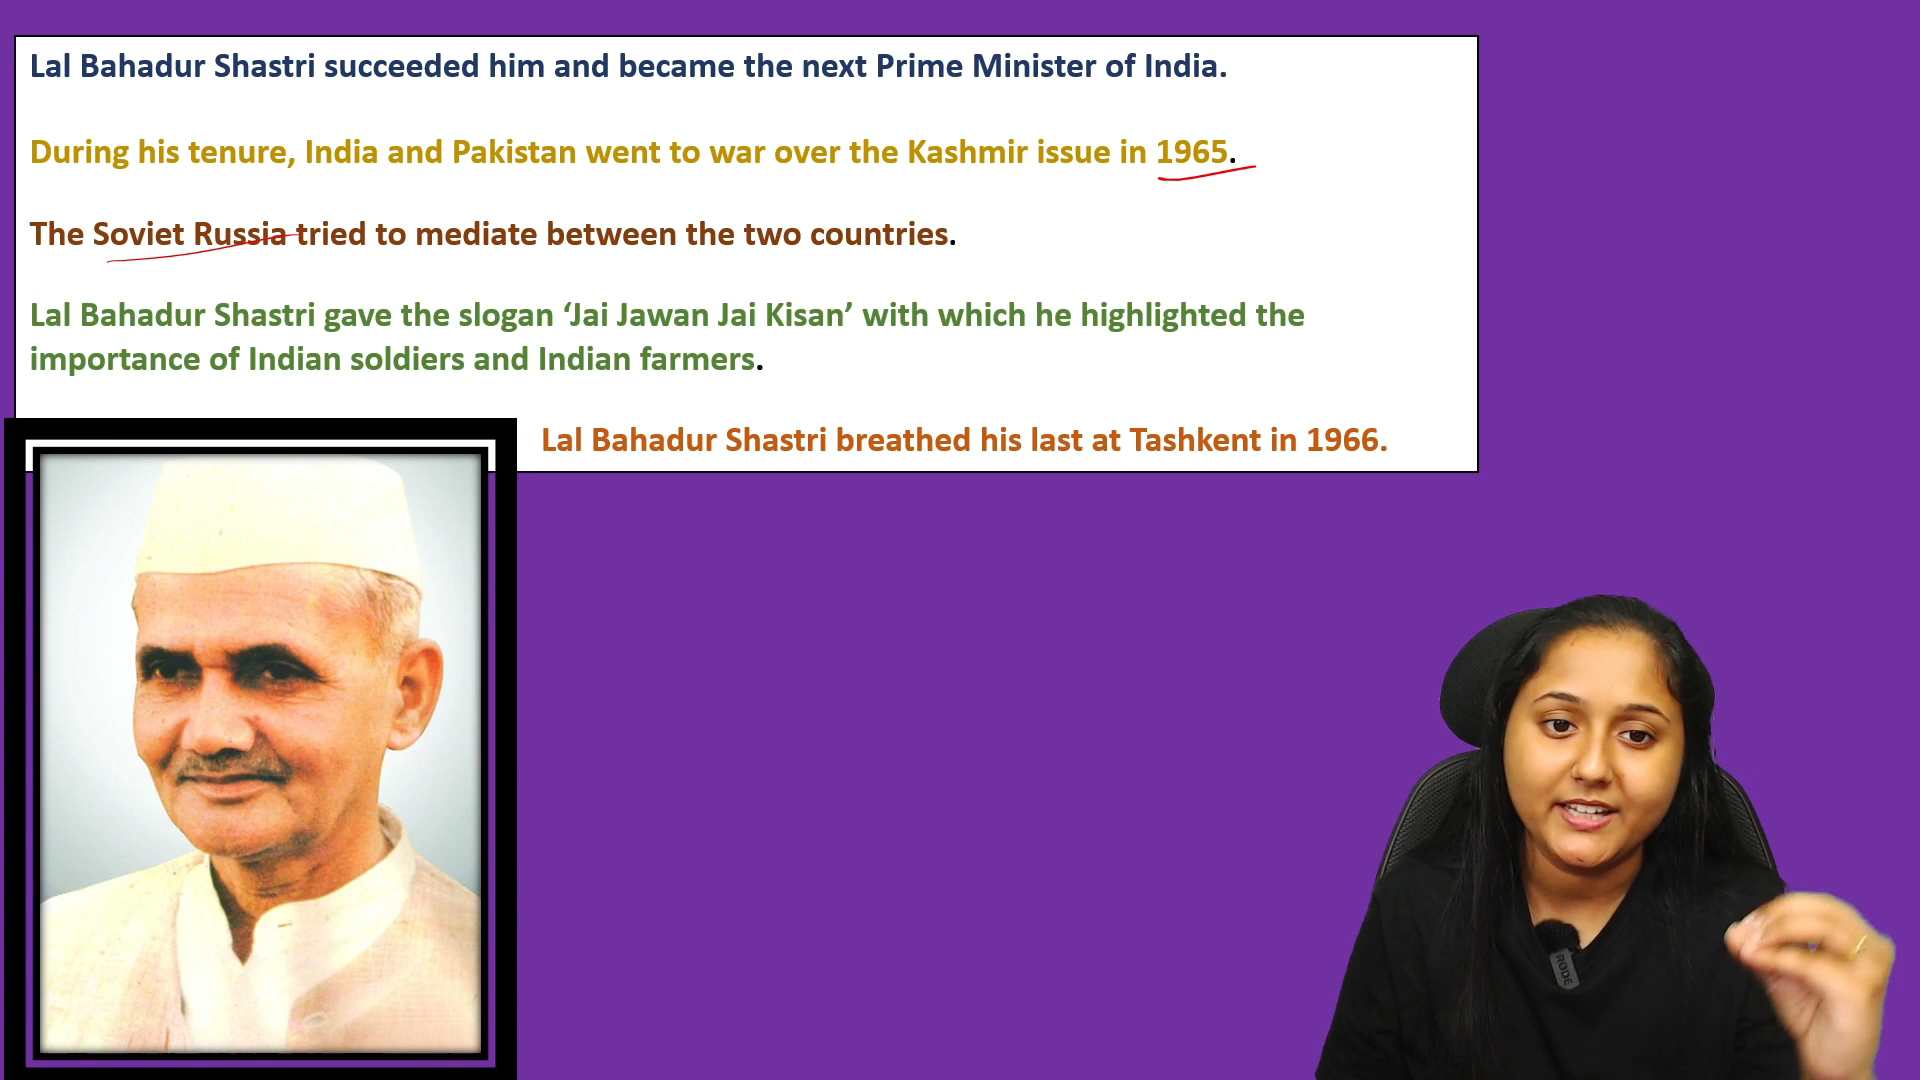 Lal Bahadur Shastri succeeded him and became the next Prime Minister of India.
During his tenure, India and Pakistan went to war over the Kashmir issue in 1965.
The Soviet Russia tried to mediate between the two countries.
Lal Bahadur Shastri gave the slogan ‘Jai Jawan Jai Kisan’ with which he highlighted the
importance of Indian soldiers and Indian farmers.
Lal Bahadur Shastri breathed his last at Tashkent in 1966.
RØDE